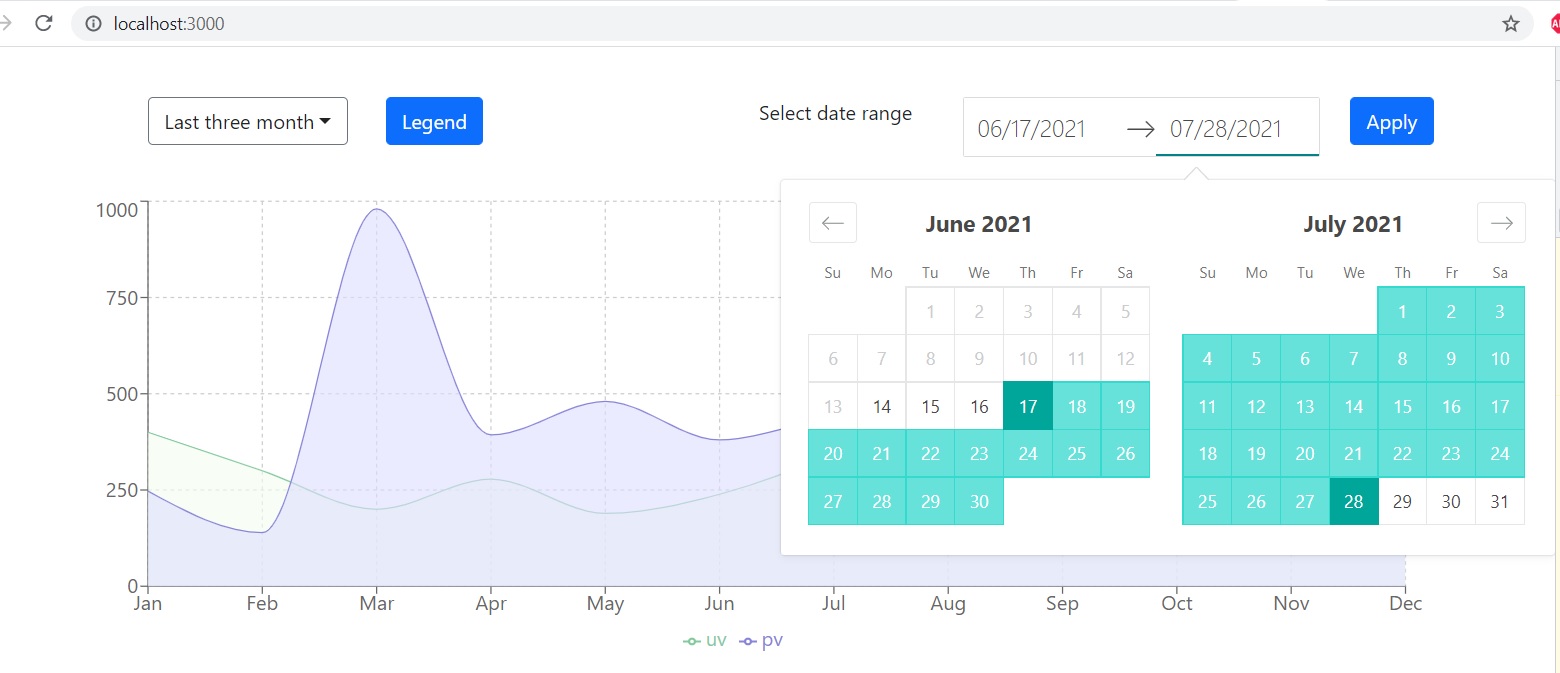 localhost:3000
Last three month Legend Select date range 06/17/2021 07/28/2021 Apply
June 2021 July 2021
Su Mo Tu We Th Fr Sa Su Mo Tu We Th Fr Sa
1 2 3 4 5 1 2 3
6 7 8 9 10 11 12 4 5 6 7 8 9 10
13 14 15 16 17 18 19 11 12 13 14 15 16 17
20 21 22 23 24 25 26 18 19 20 21 22 23 24
27 28 29 30 25 26 27 28 29 30 31
1000
750
500
250
0
Jan Feb Mar Apr May Jun Jul Aug Sep Oct Nov Dec
uv pv